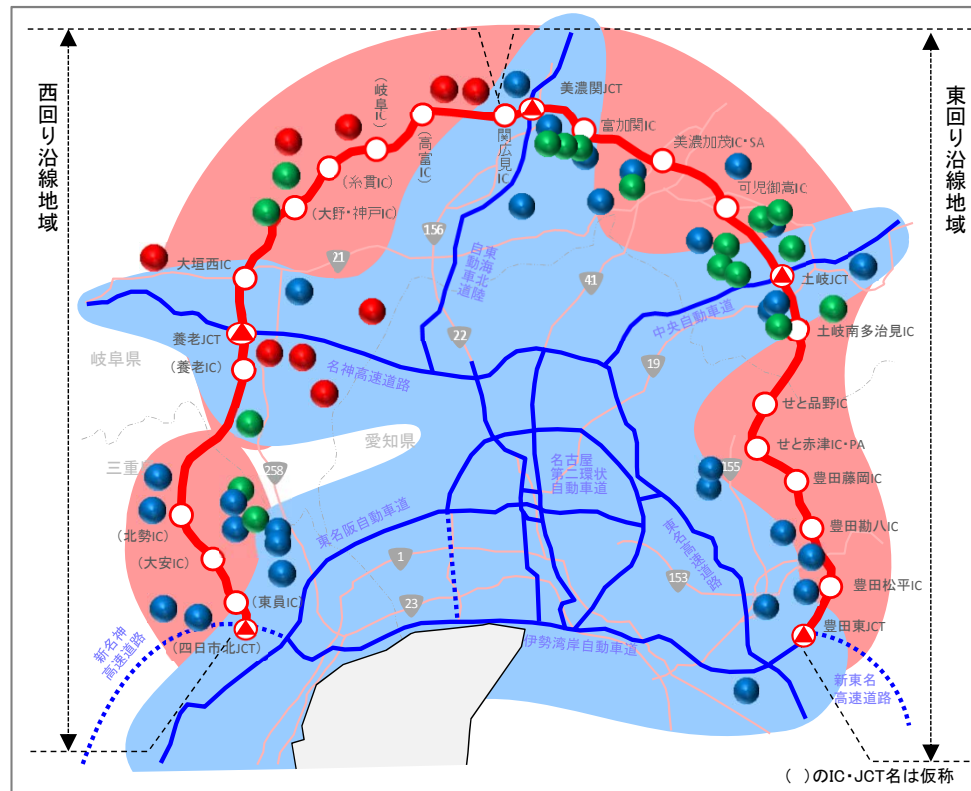 西回り沿線地域
東回り沿線地域
美濃関JCT
関広見IC
富加関IC
美濃加茂IC・SA
可児御嵩IC
(高富IC)
(岐阜IC)
(糸貫IC)
(大野・神戸IC)
大垣西IC
養老JCT
(養老IC)
岐阜県
愛知県
三重
(北勢IC)
(大安IC)
(東員IC)
(四日市北JCT)
新名神
高速道路
土岐JCT
土岐南多治見IC
せと品野IC
せと赤津IC・PA
豊田藤岡IC
豊田勘八IC
豊田松平IC
豊田東JCT
新東名
高速道路
東海北陸
自動車道
中央自動車道
名神高速道路
名古屋
第二環状
自動車道
東名阪自動車道
東名高速道路
伊勢湾岸自動車道
156
21
41
22
19
258
155
1
23
153
( )のIC・JCT名は仮称